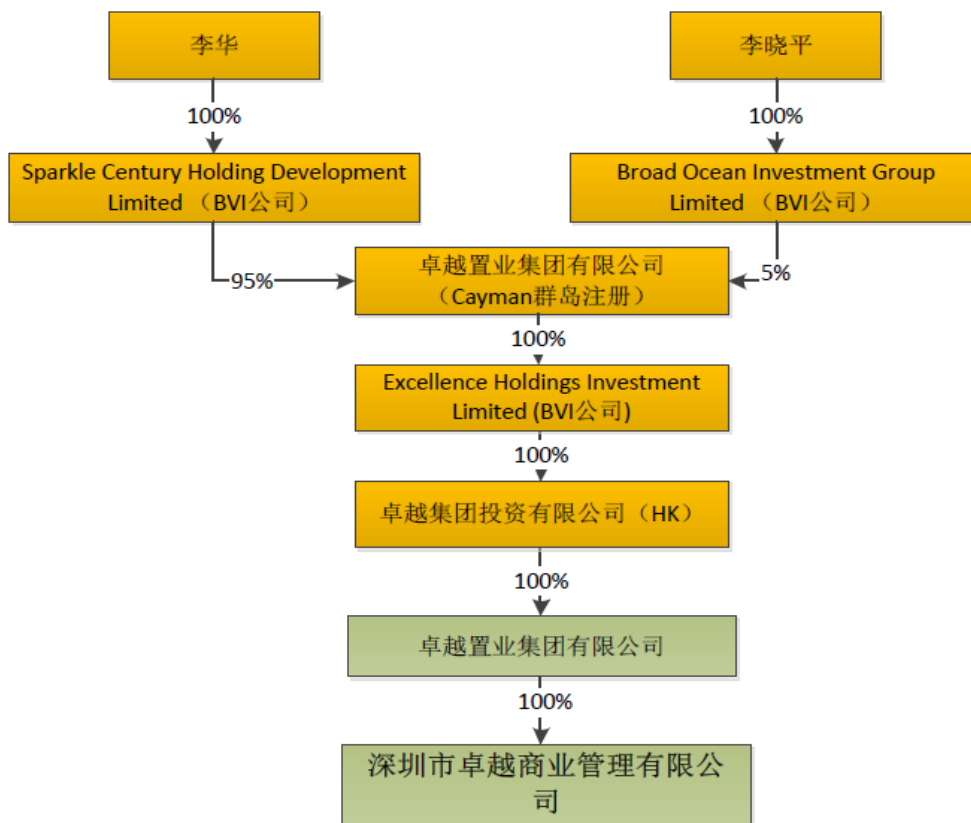 李华
李晓平
100%
100%
Sparkle Century Holding Development
Limited （BVI公司）
Broad Ocean Investment Group
Limited （BVI公司）
95%
5%
卓越置业集团有限公司
（Cayman群岛注册）
100%
Excellence Holdings Investment
Limited (BVI公司)
100%
卓越集团投资有限公司（HK）
100%
卓越置业集团有限公司
100%
深圳市卓越商业管理有限公
司